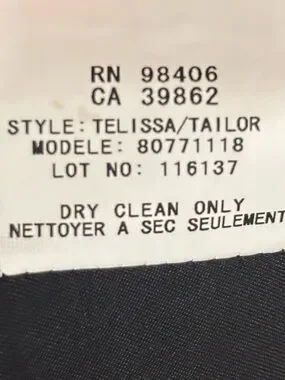 RN 98406
CA 39862
STYLE: TELISSA/TAILOR
MODELE: 80771118
LOT NO: 116137
DRY CLEAN ONLY
NETTOYER A SEC SEULEMENT